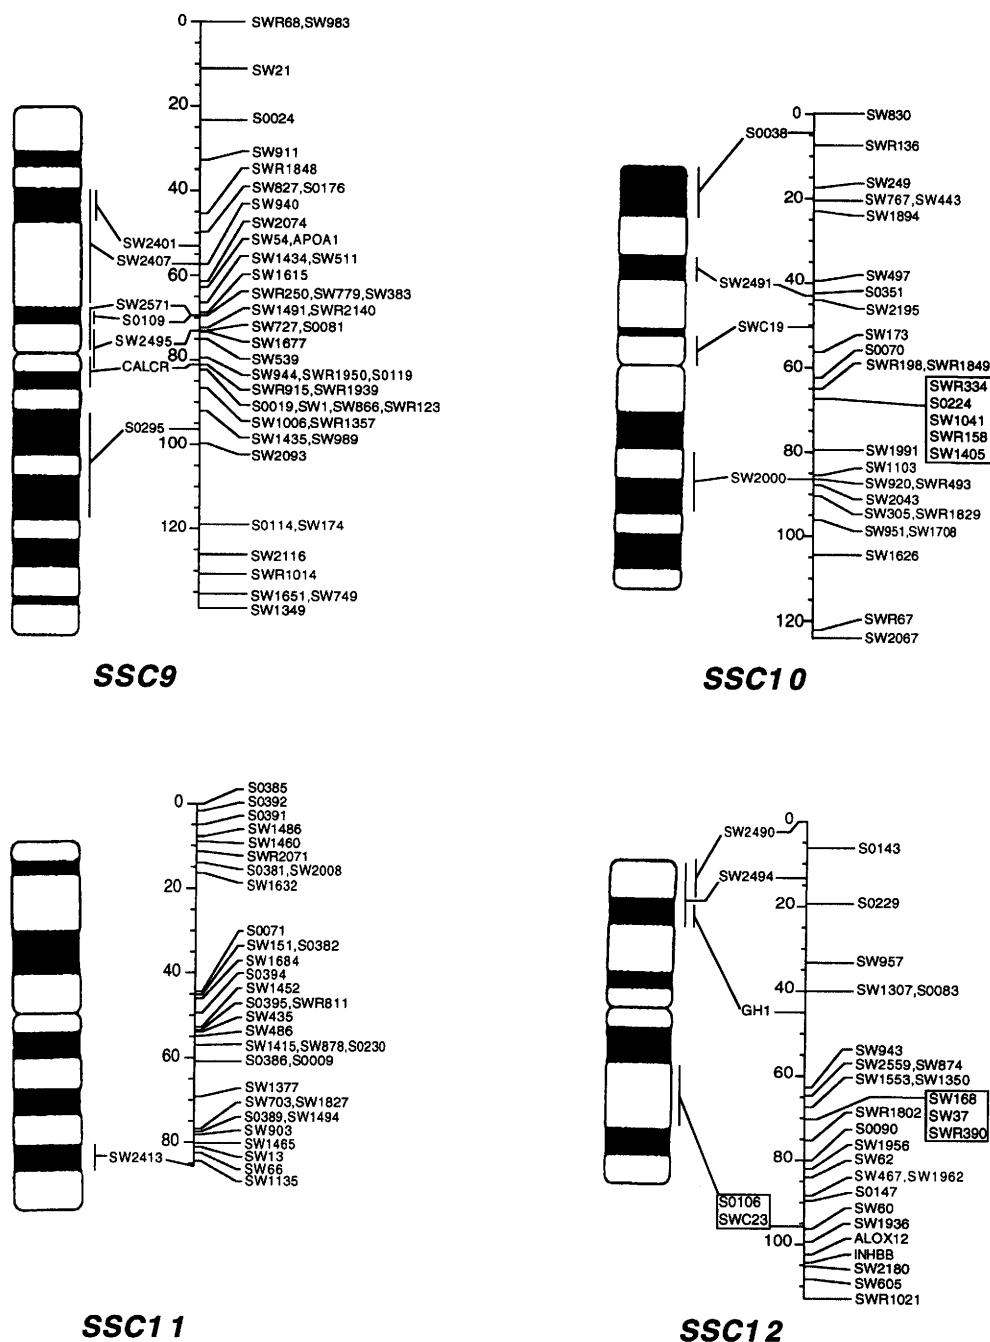 0
20
40
60
80
100
120
SWR68,SW983
SW21
S0024
SW911
SWR1848
SW827,S0176
SW940
SW2074
SW54,APOA1
SW1434,SW511
SW1615
SWR250,SW779,SW383
SW1491,SWR2140
SW727,S0081
SW1677
SW539
SW944,SWR1950,S0119
SWR915,SWR1939
S0019,SW1,SW866,SWR123
SW1006,SWR1357
SW1435,SW989
SW2093
S0114,SW174
SW2116
SWR1014
SW1651,SW749
SW1349
SW2401
SW2407
SW2571
S0109
SW2495
CALCR
S0295
SSC9
0
20
40
60
80
100
120
S0038
SW2491
SWC19
SW2000
SW830
SWR136
SW249
SW767,SW443
SW1894
SW497
S0351
SW2195
SW173
S0070
SWR198,SW1849
SWR334
S0224
SW1041
SWR158
SW1405
SW1991
SW1103
SW920,SWR493
SW2043
SW305,SWR1829
SW951,SW1708
SW1626
SWR67
SW2067
SSC10
0
20
40
60
80
S0385
S0392
S0391
SW1486
SW1460
SWR2071
S0381,SW2008
SW1632
S0071
SW151,S0382
SW1684
S0394
SW1452
S0395,SWR811
SW435
SW486
SW1415,SW878,S0230
S0386,S0009
SW1377
SW703,SW1827
S0389,SW1494
SW903
SW1465
SW13
SW66
SW1135
SW2413
SSC11
0
20
40
60
80
100
SW2490
SW2494
GH1
S0106
SWC23
S0143
S0229
SW957
SW1307,S0083
SW943
SW2559,SW874
SW1553,SW1350
SW168
SW37
SWR390
SWR1802
S0090
SW1956
SW62
SW467,SW1962
S0147
SW60
SW1936
ALOX12
INHBB
SW2180
SW605
SWR1021
SSC12